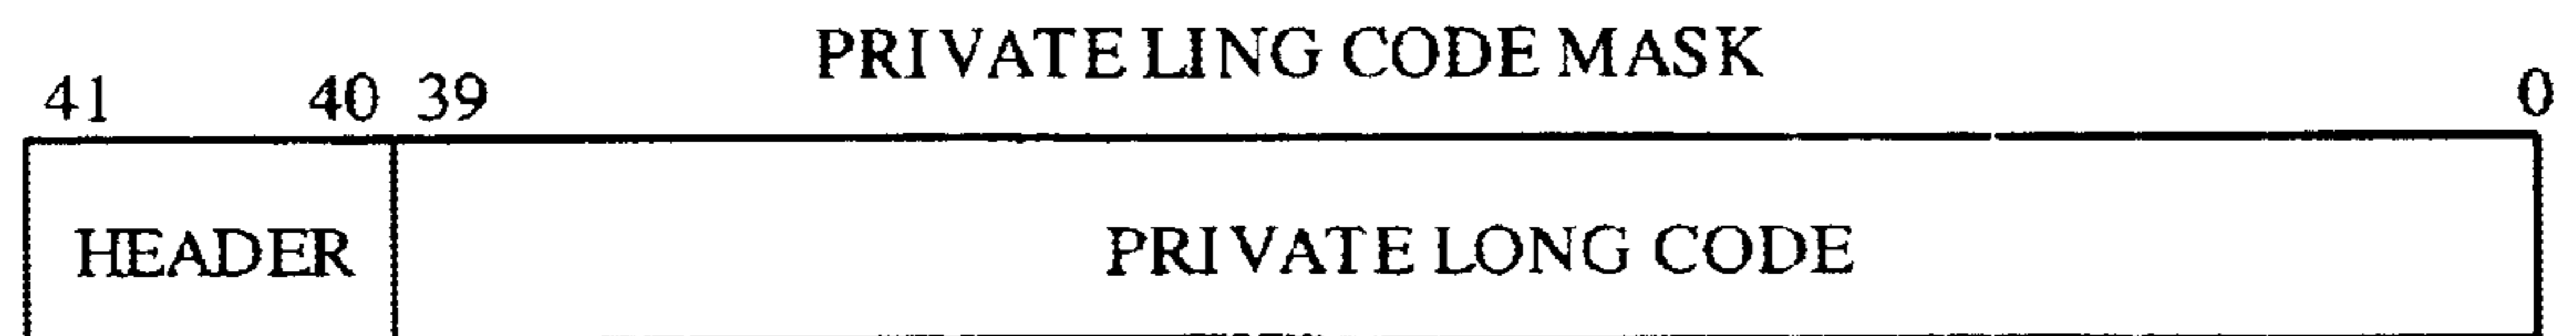 PRIVATE LING CODE MASK
41 40 39 0
HEADER PRIVATE LONG CODE